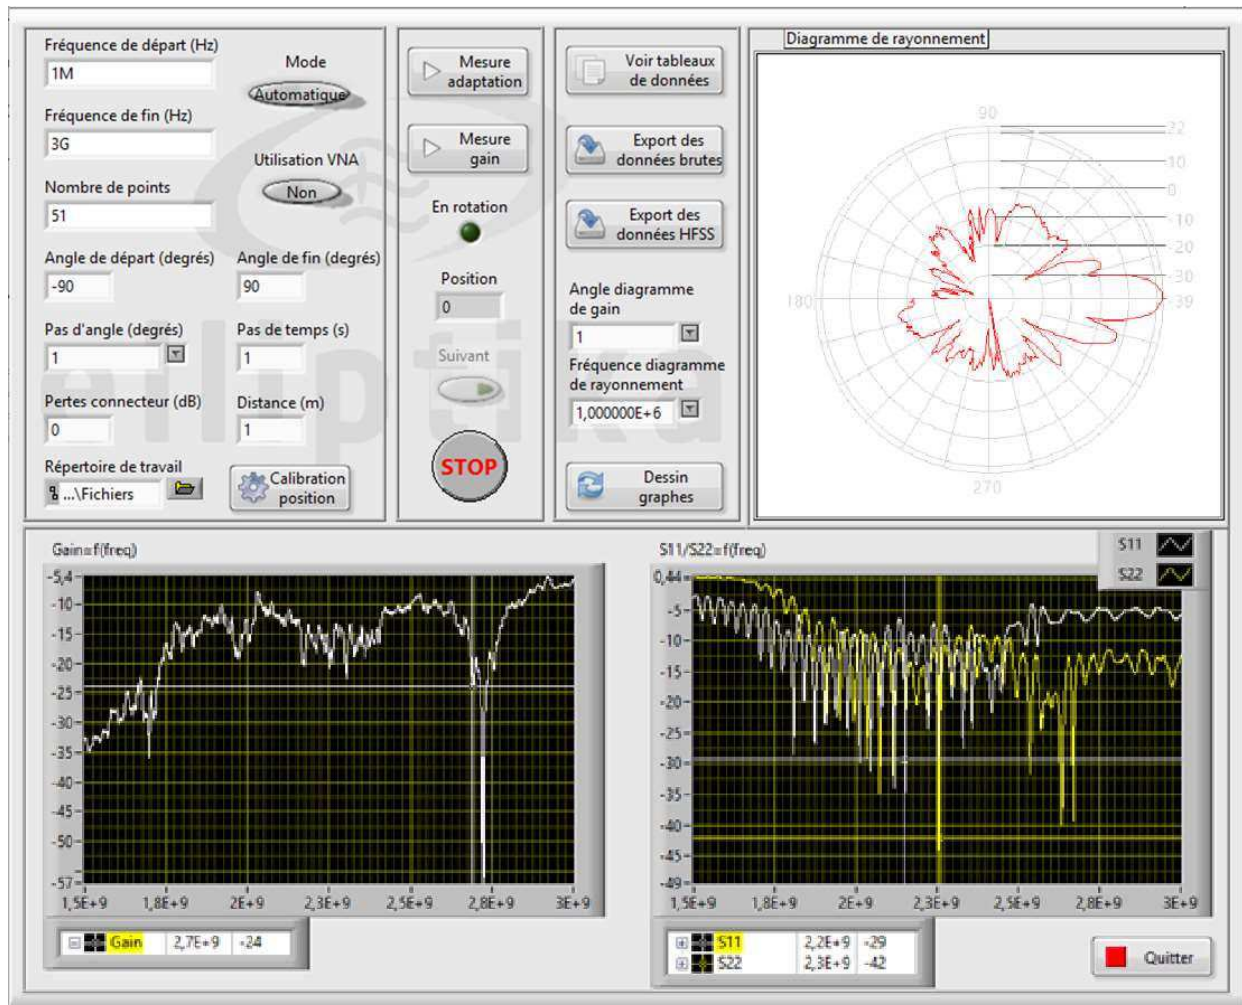 Fréquence de départ (Hz)
1M
Mode
Automatique
Fréquence de fin (Hz)
3G
Utilisation VNA
Non
Nombre de points
51
Angle de départ (degrés)
-90
Angle de fin (degrés)
90
Pas d'angle (degrés)
1
Pas de temps (s)
1
Pertes connecteur (dB)
0
Distance (m)
1
Répertoire de travail
...\Fichiers
Calibration
position
elliptika
Mesure
adaptation
Mesure
gain
En rotation
Position
0
Suivant
STOP
Voir tableaux
de données
Export des
données brutes
Export des
données HFSS
Angle diagramme
de gain
1
Fréquence diagramme
de rayonnement
1,000000E+6
Dessin
graphes
Diagramme de rayonnement
90
22
10
0
-10
-20
-30
-39
180
270
Gain=f(freq)
-5,4
-10
-15
-20
-25
-30
-35
-40
-45
-50
-57
1,5E+9 1,8E+9 2E+9 2,3E+9 2,5E+9 2,8E+9 3E+9
Gain 2,7E+9 -24
S11/S22=f(freq)
S11
S22
0,44
-5
-10
-15
-20
-25
-30
-35
-40
-45
-49
1,5E+9 1,8E+9 2E+9 2,3E+9 2,5E+9 2,8E+9 3E+9
S11 2,2E+9 -29
S22 2,3E+9 -42
Quitter